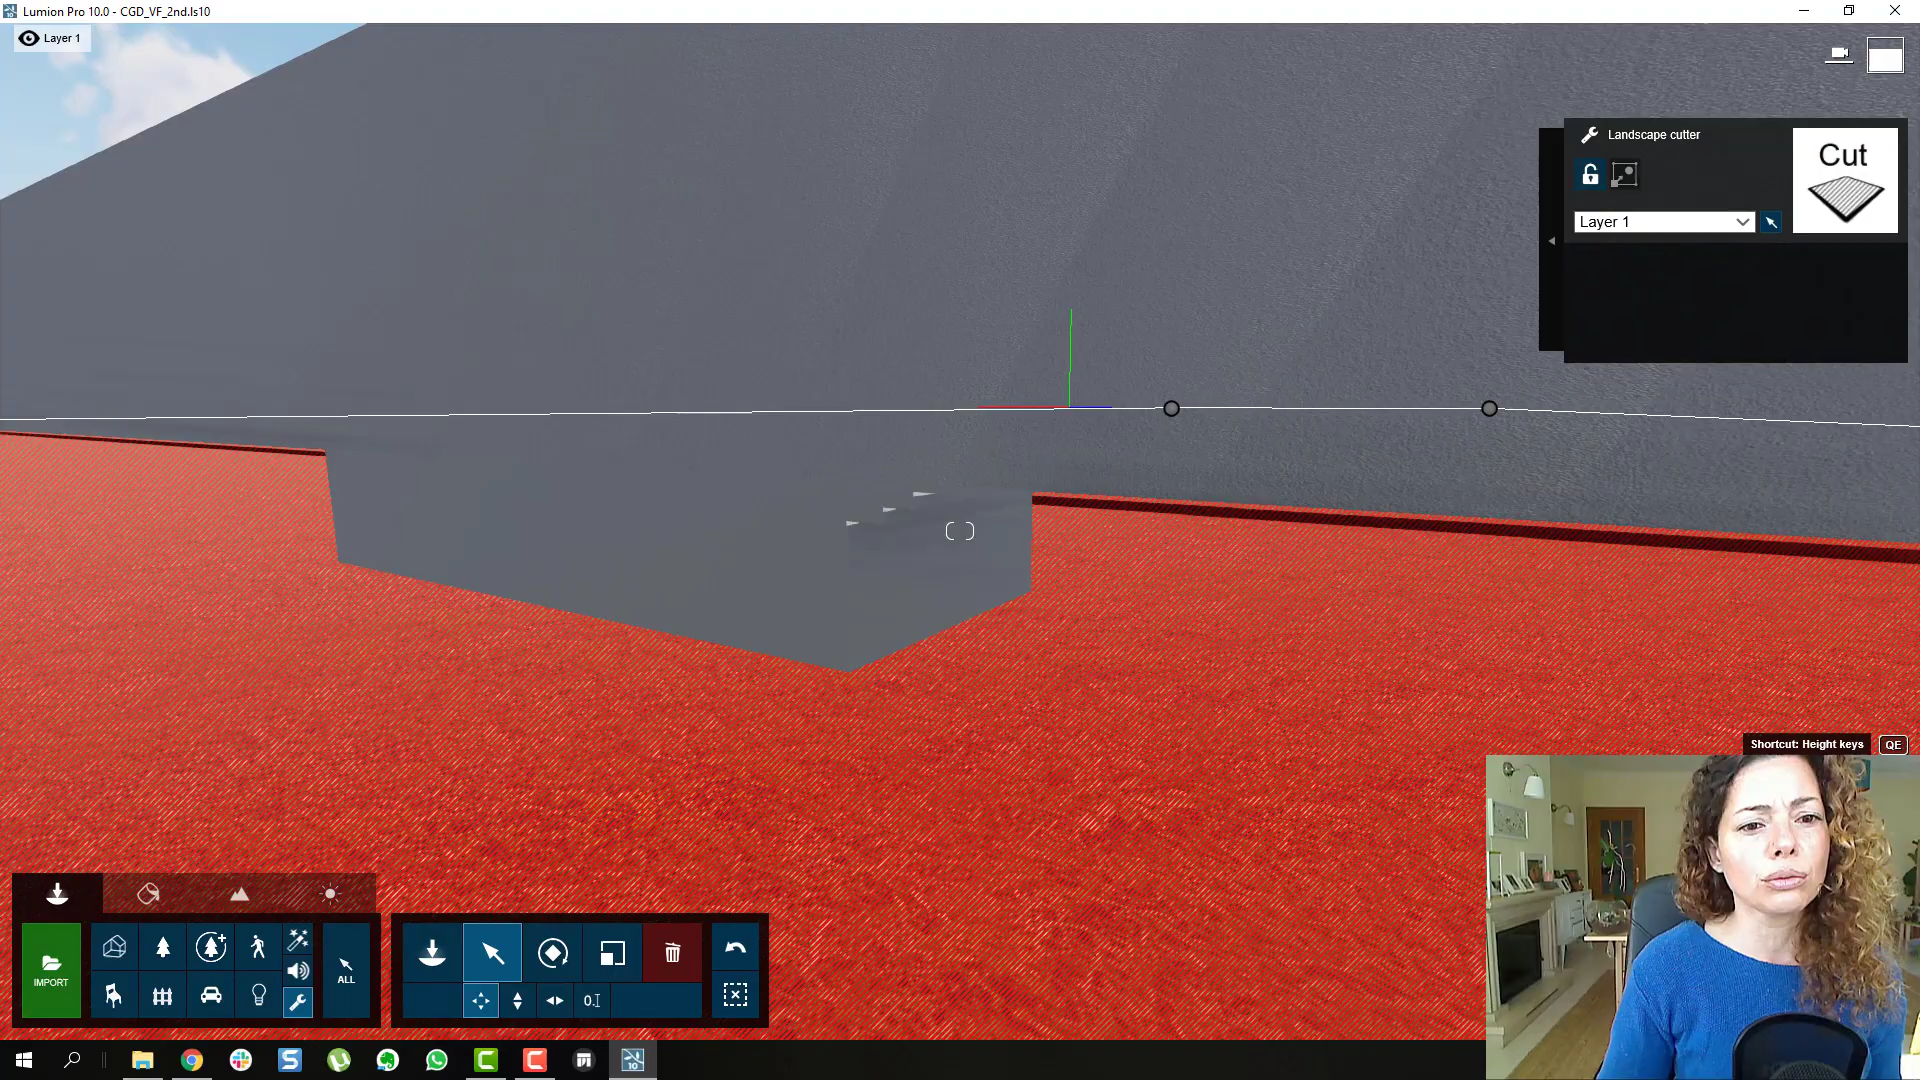 Lumion Pro 10.0 - CGD_VF_2nd.ls10
Layer 1
Landscape cutter
Cut
Layer 1
Shortcut: Height keys QE
IMPORT
ALL
10